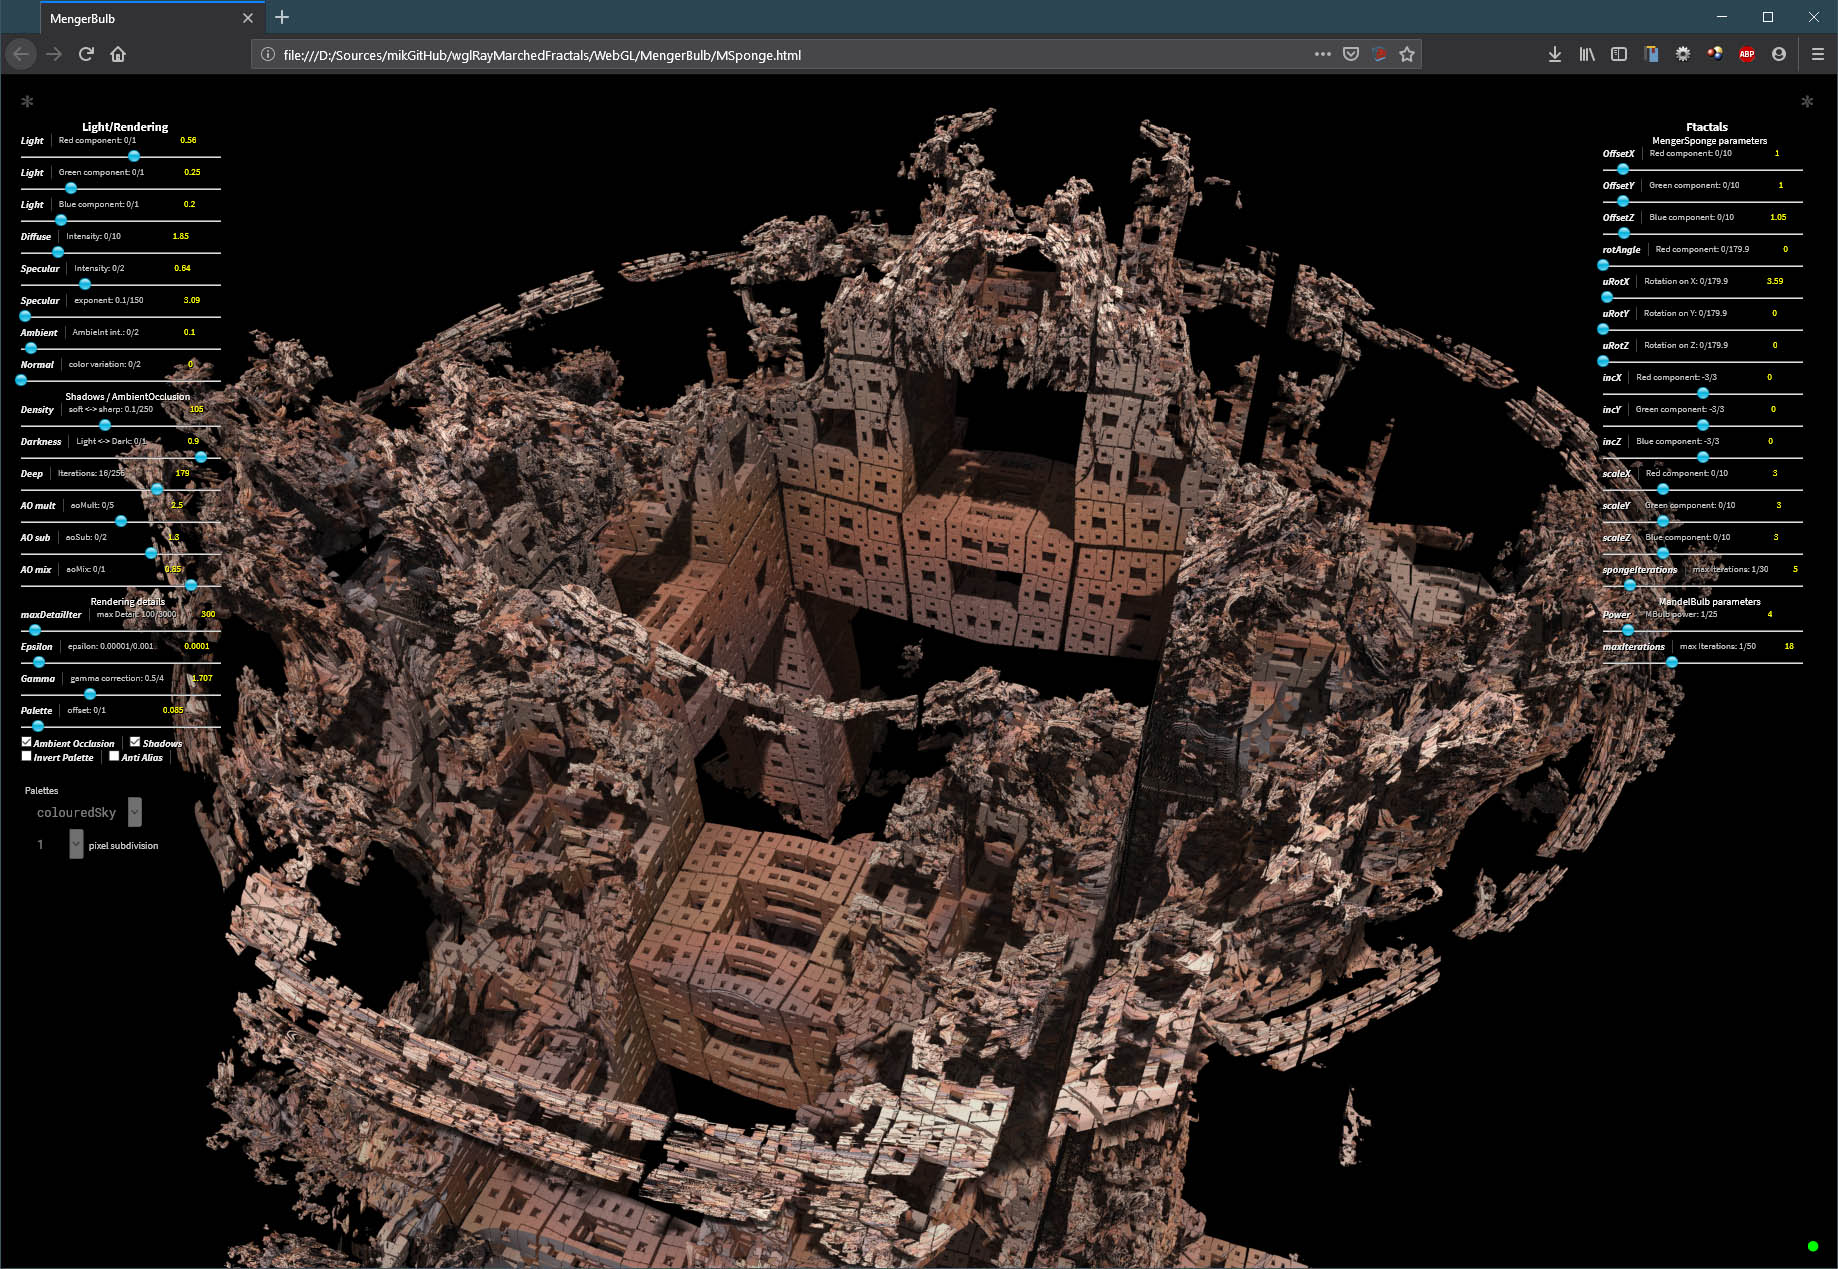 MengerBulb
file:///D:/Sources/mikGitHub/wglRayMarchedFractals/WebGL/MengerBulb/MSponge.html
ABP
Light/Rendering
Light Red component: 0/1 0.56
Light Green component: 0/1 0.25
Light Blue component: 0/1 0.2
Diffuse Intensity: 0/10 1.85
Specular Intensity: 0/2 0.64
Specular exponent: 0.1/150 3.09
Ambient Ambielnt int.: 0/2 0.1
Normal color variation: 0/2 0
Shadows / AmbientOcclusion
Density soft <-> sharp: 0.1/250 105
Darkness Light <-> Dark: 0/1 0.9
Deep Iterations: 16/256 179
AO mult aoMult: 0/5 2.5
AO sub aoSub: 0/2 1.3
AO mix aoMix: 0/1 0.85
Rendering details
maxDetailIter max Detail: 100/3000 300
Epsilon epsilon: 0.00001/0.001 0.0001
Gamma gamma correction: 0.5/4 1.707
Palette offset: 0/1 0.085
Ambient Occlusion Shadows
Invert Palette Anti Alias
Palettes
colouredSky
1 pixel subdivision
Ftactals
MengerSponge parameters
OffsetX Red component: 0/10 1
OffsetY Green component: 0/10 1
OffsetZ Blue component: 0/10 1.05
rotAngle Red component: 0/179.9 0
uRotX Rotation on X: 0/179.9 3.59
uRotY Rotation on Y: 0/179.9 0
uRotZ Rotation on Z: 0/179.9 0
incX Red component: -3/3 0
incY Green component: -3/3 0
incZ Blue component: -3/3 0
scaleX Red component: 0/10 3
scaleY Green component: 0/10 3
scaleZ Blue component: 0/10 3
spongeIterations max iterations: 1/30 5
MandelBulb parameters
Power MBulb power: 1/25 4
maxIterations max Iterations: 1/50 18